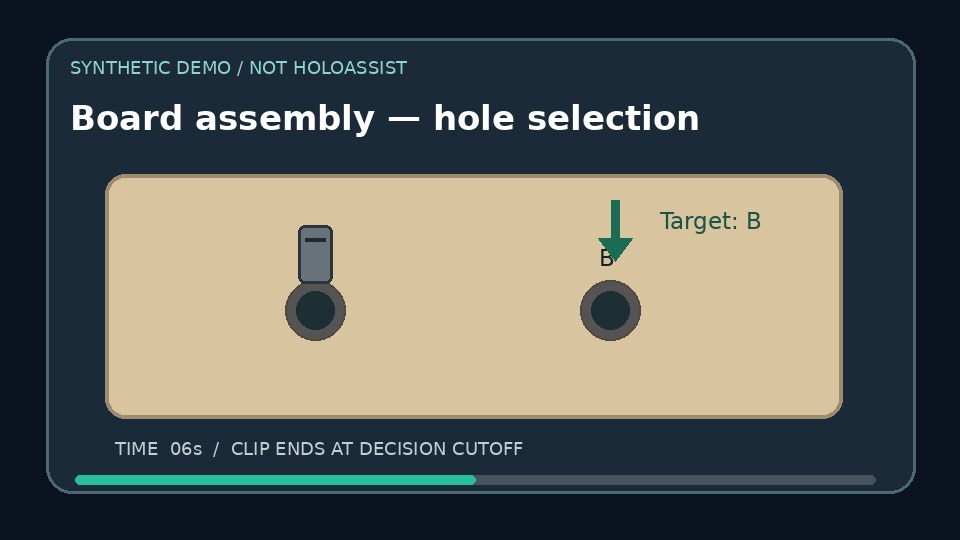 SYNTHETIC DEMO / NOT HOLOASSIST
Board assembly — hole selection
Target: B
B
TIME 06s / CLIP ENDS AT DECISION CUTOFF